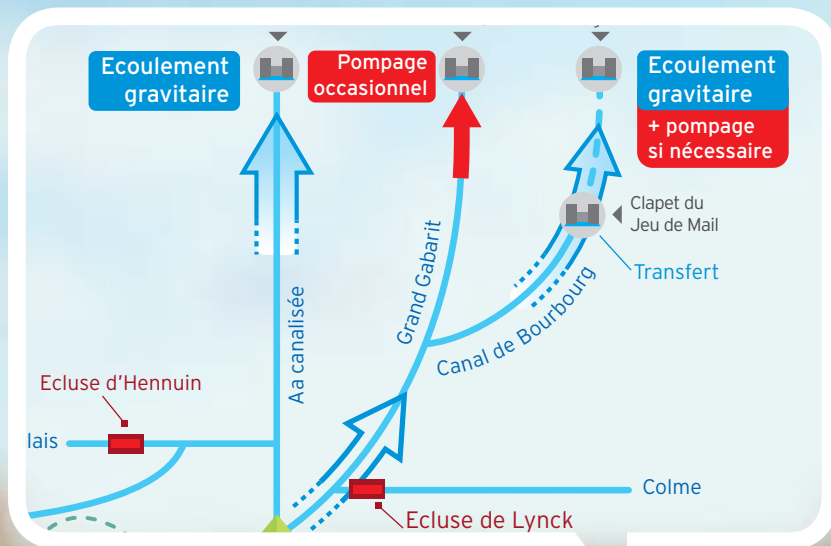 Ecoulement
gravitaire
Pompage
occasionnel
Ecoulement
gravitaire
+ pompage
si nécessaire
Clapet du
Jeu de Mail
Transfert
Grand Gabarit
Canal de Bourbourg
Aa canalisée
Ecluse d'Hennuin
lais
Colme
Ecluse de Lynck